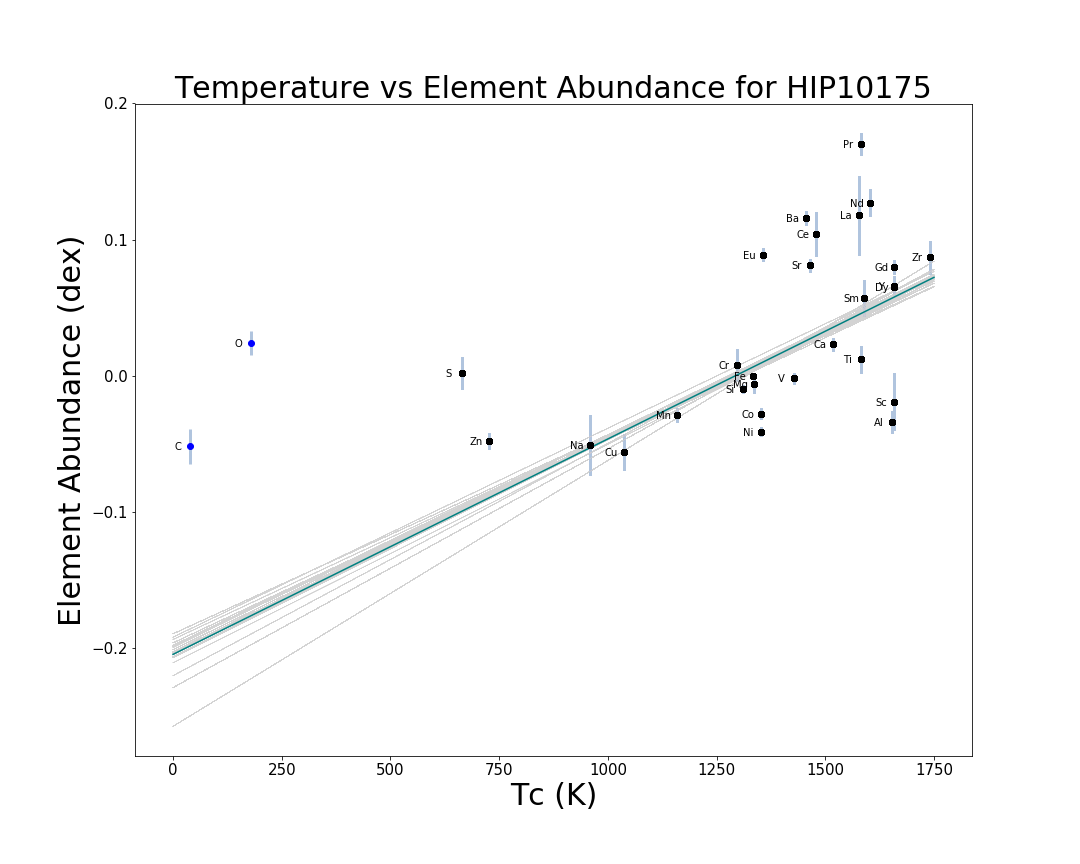 Temperature vs Element Abundance for HIP10175
0.2
0.1
0.0
−0.1
−0.2
Element Abundance (dex)
Pr
Nd
La
Ba
Ce
Eu
Sr
Zr
Gd
Dy
Sm
O
Ca
Cr
Ti
S
Fe
V
Mg
Si
Sc
Co
Mn
Al
Ni
Zn
Na
C
Cu
0
250
500
750
1000
1250
1500
1750
Tc (K)